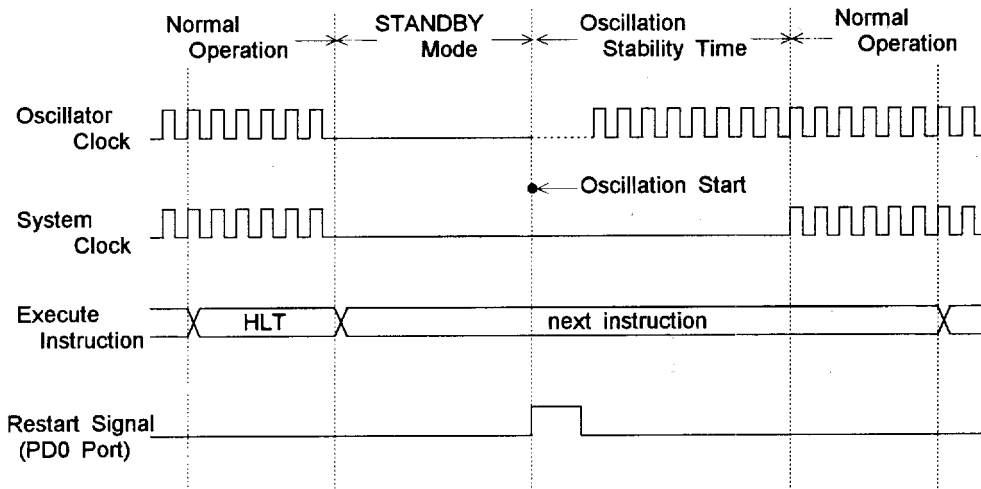 Normal
Operation
STANDBY
Mode
Oscillation
Stability Time
Normal
Operation
Oscillator
Clock
Oscillation Start
System
Clock
Execute
Instruction
HLT
next instruction
Restart Signal
(PD0 Port)